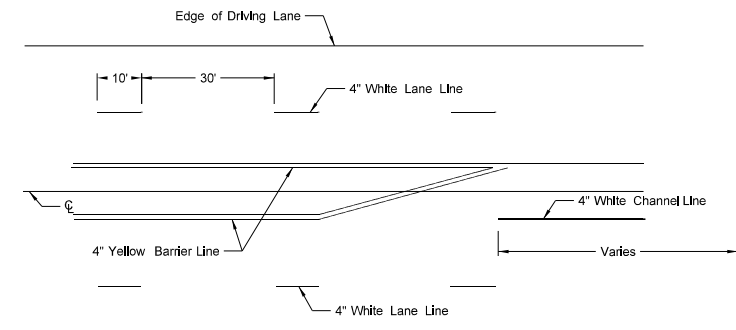 Edge of Driving Lane
10'
30'
4" White Lane Line
℄
4" White Channel Line
4" Yellow Barrier Line
Varies
4" White Lane Line